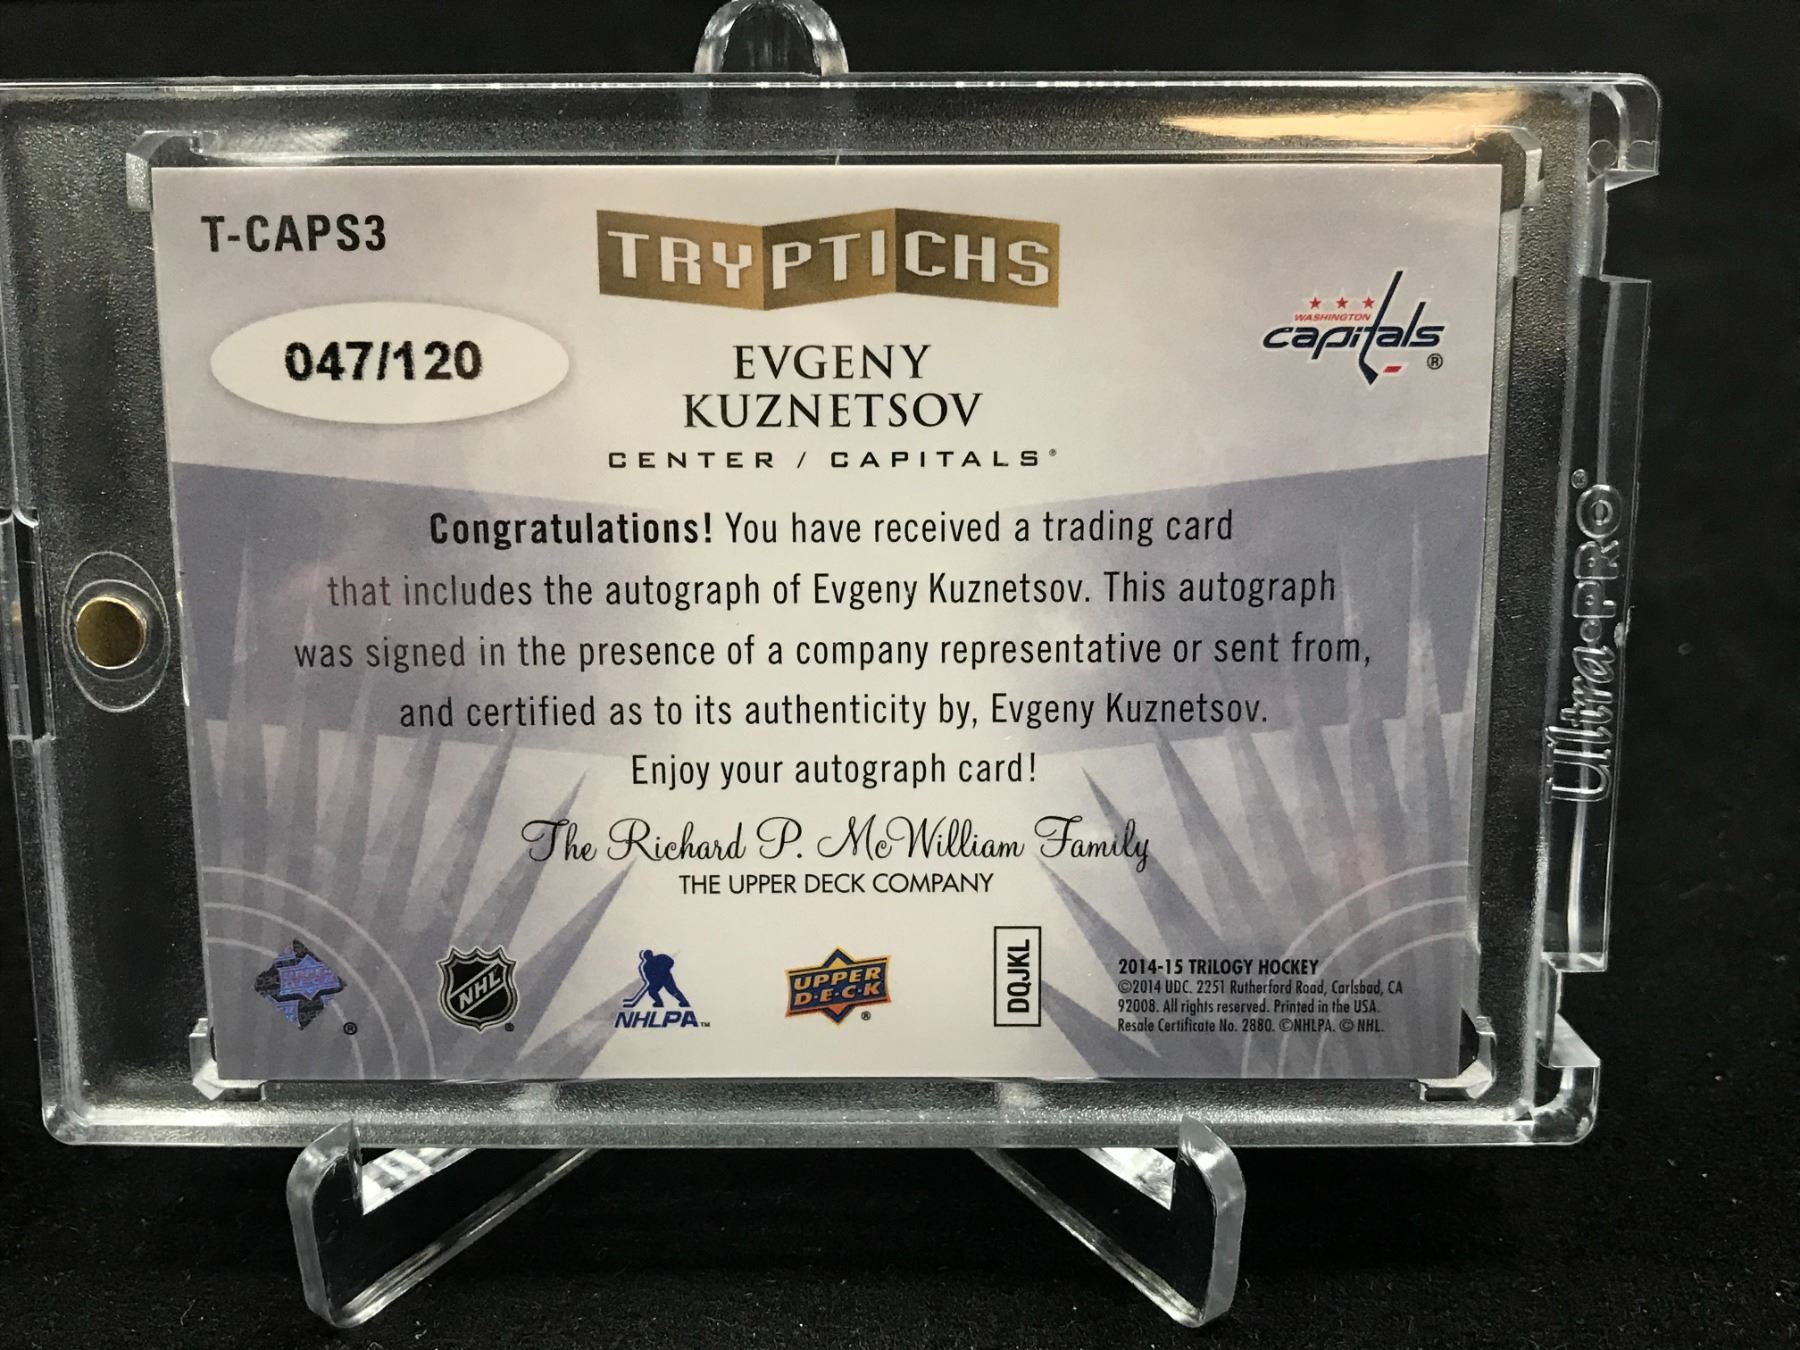 T-CAPS3
TRYPTICHS
047/120
WASHINGTON
capitals®
EVGENY
KUZNETSOV
CENTER / CAPITALS®
Congratulations! You have received a trading card
that includes the autograph of Evgeny Kuznetsov. This autograph
was signed in the presence of a company representative or sent from,
and certified as to its authenticity by, Evgeny Kuznetsov.
Enjoy your autograph card!
The Richard P. McWilliam Family
THE UPPER DECK COMPANY
UPPER
DECK
®
NHL®
NHLPA™
UPPER
D•E•C•K
®
DQJKL
2014-15 TRILOGY HOCKEY
©2014 UDC. 2251 Rutherford Road, Carlsbad, CA
92008. All rights reserved. Printed in the USA.
Resale Certificate No. 2880. ©NHLPA. © NHL.
Ultra•PRO®